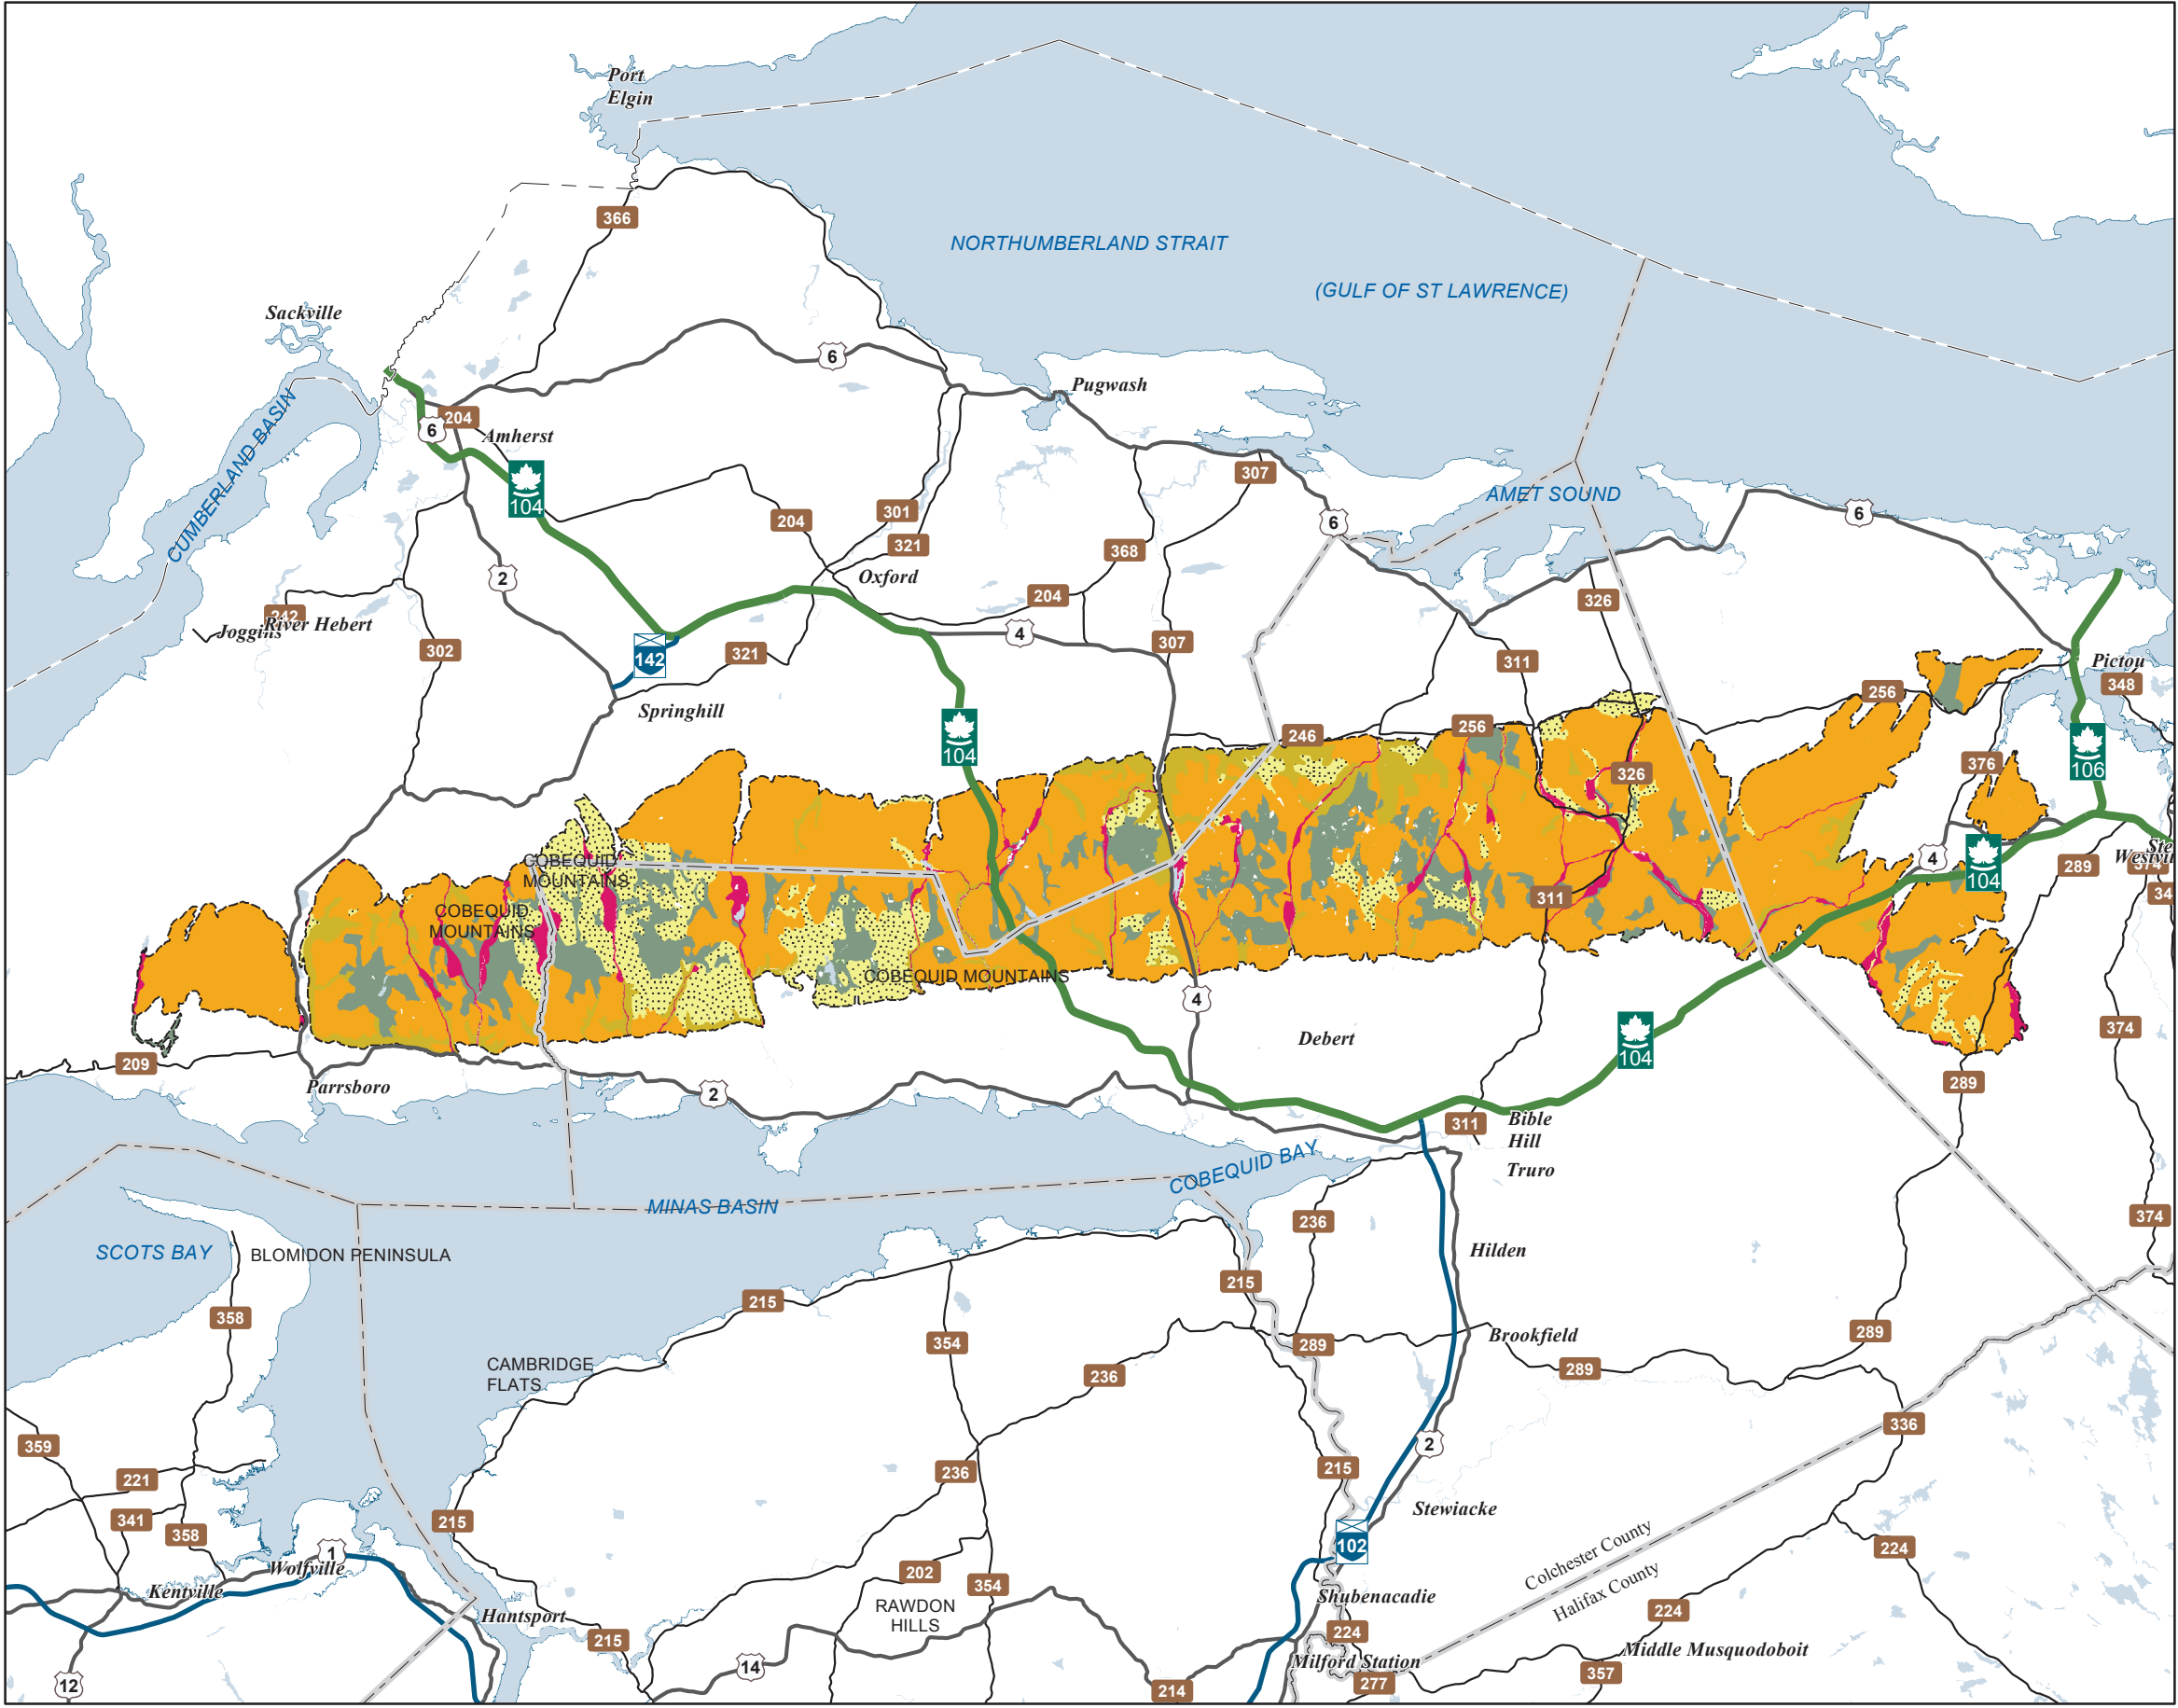 Port
Elgin
366
NORTHUMBERLAND STRAIT
(GULF OF ST LAWRENCE)
Sackville
6
Pugwash
CUMBERLAND BASIN
204
6
Amherst
104
307
AMET SOUND
301
204
6
6
321
368
2
Oxford
204
326
242
Joggins
River Hebert
302
4
307
142
321
311
Pictou
348
256
Springhill
256
246
104
106
376
326
COBEQUID
MOUNTAINS
4
104
289
311
COBEQUID
MOUNTAINS
COBEQUID MOUNTAINS
4
Debert
104
374
209
Parrsboro
2
289
311
Bible
Hill
Truro
COBEQUID BAY
MINAS BASIN
374
236
SCOTS BAY
BLOMIDON PENINSULA
Hilden
215
215
358
354
289
Brookfield
289
289
CAMBRIDGE
FLATS
236
336
359
2
221
236
215
341
358
215
Stewiacke
102
224
1
Wolfville
Kentville
202
354
Colchester County
Halifax County
Shubenacadie
RAWDON
HILLS
Hantsport
224
224
215
Middle Musquodoboit
Milford Station
14
357
277
12
214